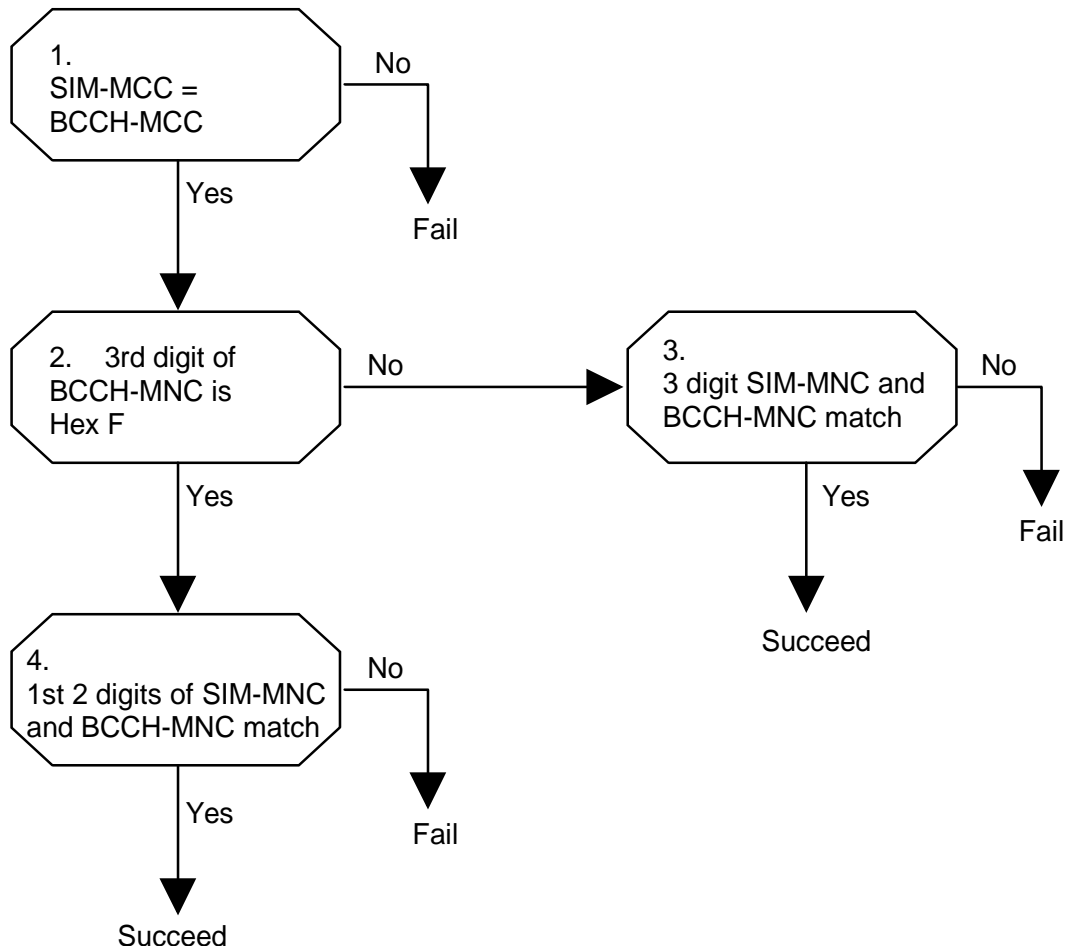 1.
SIM-MCC =
BCCH-MCC
No
Fail
Yes
2. 3rd digit of
BCCH-MNC is
Hex F
No
3.
3 digit SIM-MNC and
BCCH-MNC match
No
Fail
Yes
Succeed
Yes
4.
1st 2 digits of SIM-MNC
and BCCH-MNC match
No
Fail
Yes
Succeed